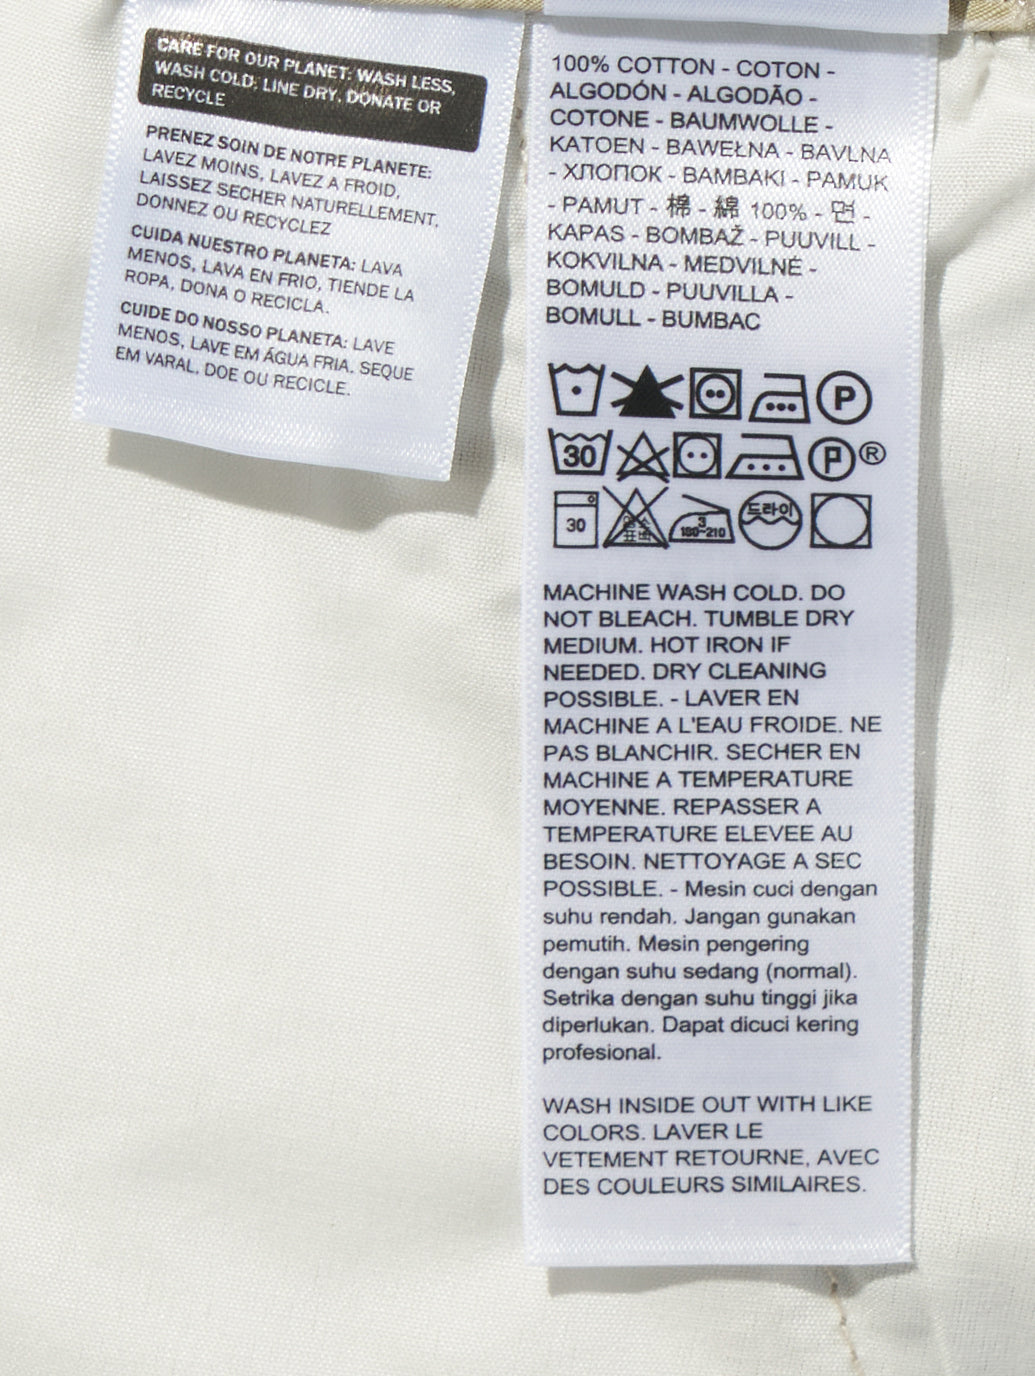 CARE FOR OUR PLANET: WASH LESS,
WASH COLD; LINE DRY, DONATE OR
RECYCLE
PRENEZ SOIN DE NOTRE PLANETE:
LAVEZ MOINS, LAVEZ A FROID,
LAISSEZ SECHER NATURELLEMENT,
DONNEZ OU RECYCLEZ
CUIDA NUESTRO PLANETA: LAVA
MENOS, LAVA EN FRIO, TIENDE LA
ROPA, DONA O RECICLA.
CUIDE DO NOSSO PLANETA: LAVE
MENOS, LAVE EM ÁGUA FRIA. SEQUE
EM VARAL, DOE OU RECICLE.
100% COTTON - COTON -
ALGODÓN - ALGODÃO -
COTONE - BAUMWOLLE -
KATOEN - BAWEŁNA - BAVLNA
- ХЛОПОК - ΒΑΜΒΑΚΙ - PAMUK
- PAMUT - 棉 - 綿 100% - 면 -
KAPAS - BOMBAŽ - PUUVILL -
KOKVILNA - MEDVILNĖ -
BOMULD - PUUVILLA -
BOMULL - BUMBAC
P
30 P ®
30 염소표백 3 180~210 드라이
MACHINE WASH COLD. DO
NOT BLEACH. TUMBLE DRY
MEDIUM. HOT IRON IF
NEEDED. DRY CLEANING
POSSIBLE. - LAVER EN
MACHINE A L'EAU FROIDE. NE
PAS BLANCHIR. SECHER EN
MACHINE A TEMPERATURE
MOYENNE. REPASSER A
TEMPERATURE ELEVEE AU
BESOIN. NETTOYAGE A SEC
POSSIBLE. - Mesin cuci dengan
suhu rendah. Jangan gunakan
pemutih. Mesin pengering
dengan suhu sedang (normal).
Setrika dengan suhu tinggi jika
diperlukan. Dapat dicuci kering
profesional.
WASH INSIDE OUT WITH LIKE
COLORS. LAVER LE
VETEMENT RETOURNE, AVEC
DES COULEURS SIMILAIRES.